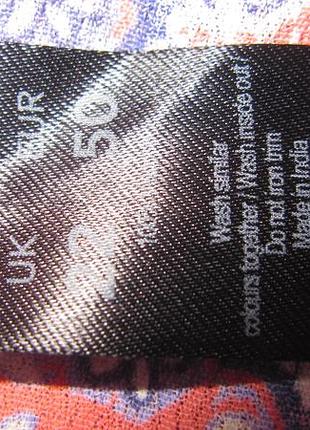 EUR 50
UK 22
Wash similar
colours together / Wash inside out /
Do not iron trim
Made in India